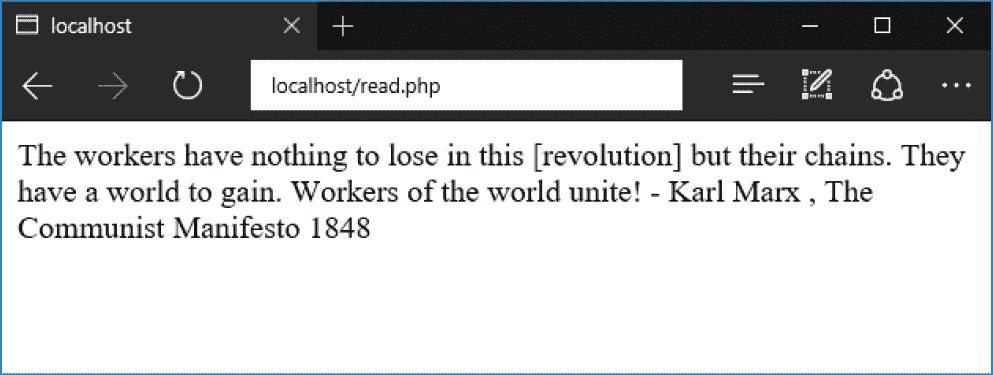 localhost
localhost/read.php
The workers have nothing to lose in this [revolution] but their chains. They
have a world to gain. Workers of the world unite! - Karl Marx , The
Communist Manifesto 1848